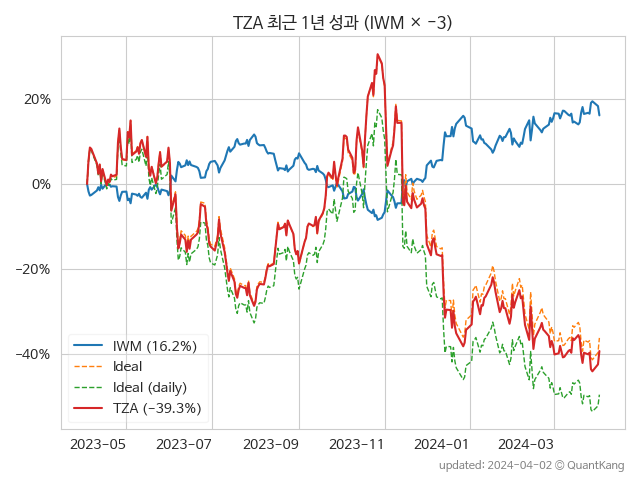 TZA 최근 1년 성과 (IWM × −3)
20%
0%
−20%
−40%
IWM (16.2%)
Ideal
Ideal (daily)
TZA (−39.3%)
2023-05 2023-07 2023-09 2023-11 2024-01 2024-03
updated: 2024-04-02 © QuantKang